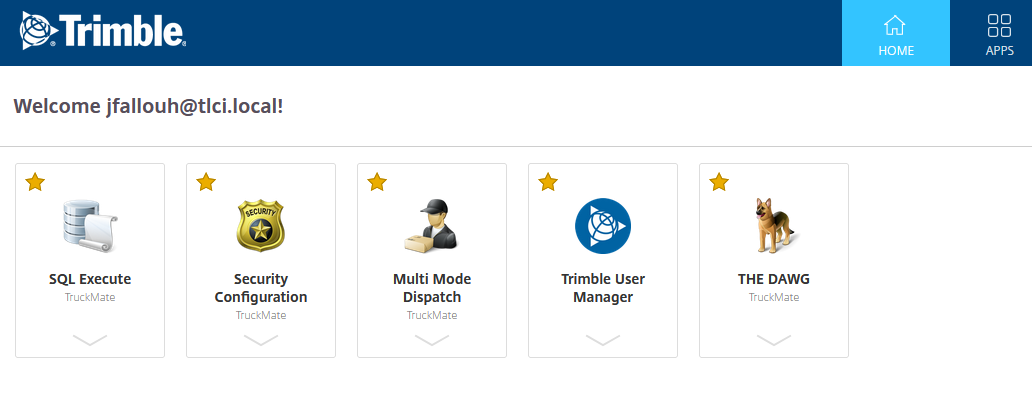 Trimble®
HOME
APPS
Welcome jfallouh@tlci.local!
SQL Execute
TruckMate
SECURITY
Security
Configuration
TruckMate
Multi Mode
Dispatch
TruckMate
Trimble User
Manager
THE DAWG
TruckMate